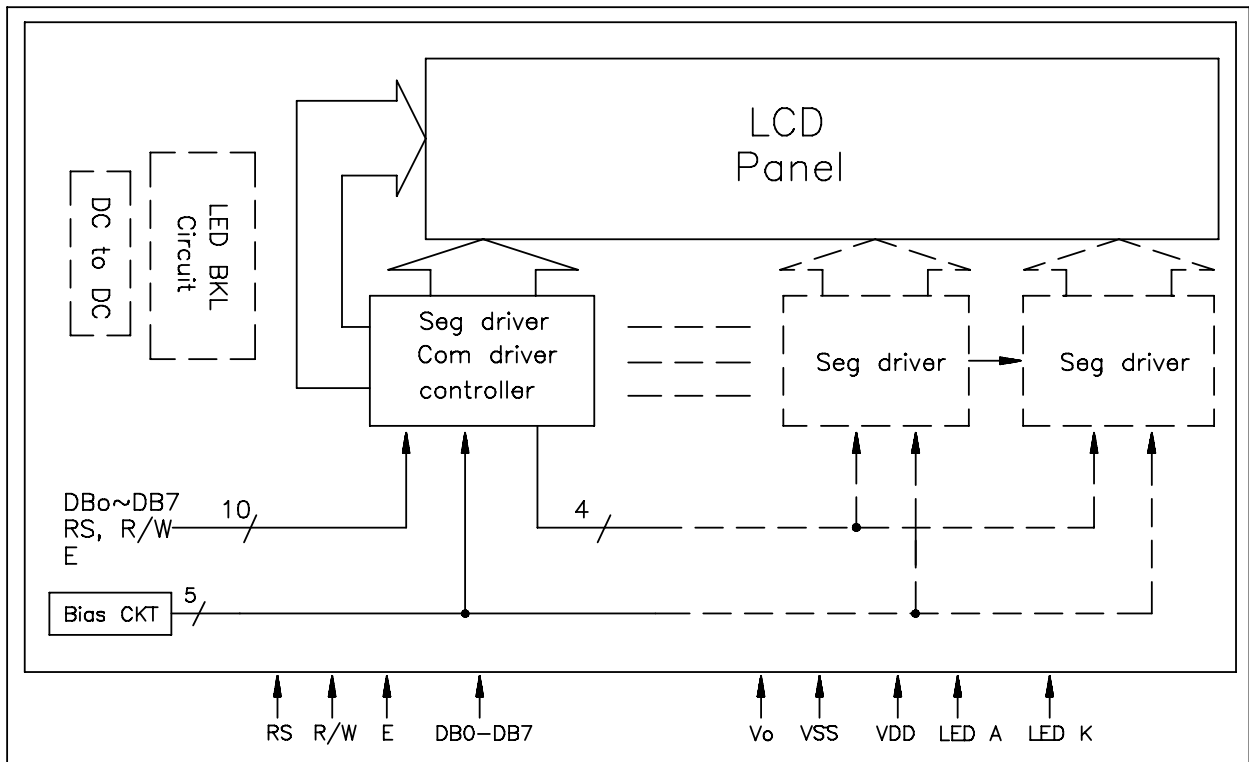 LCD
Panel
DC to DC
LED BKL
Circuit
Seg driver
Com driver
controller
Seg driver
Seg driver
DBo~DB7
RS, R/W
E
10
4
Bias CKT
5
RS
R/W
E
DB0-DB7
Vo
VSS
VDD
LED A
LED K